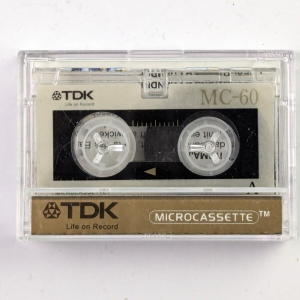 TDK
Life on Record
MC-60
A
TDK
Life on Record
MICROCASSETTE™